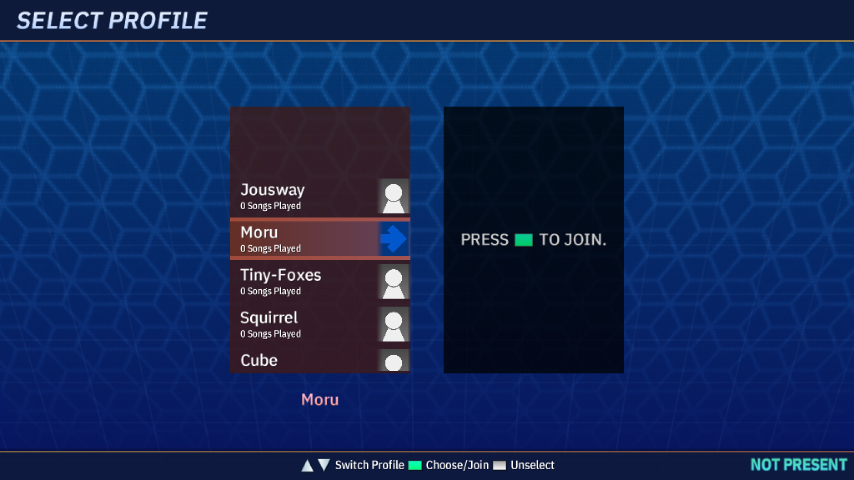 SELECT PROFILE
Jousway
0 Songs Played
Moru
0 Songs Played
Tiny-Foxes
0 Songs Played
Squirrel
0 Songs Played
Cube
Moru
PRESS TO JOIN.
Switch Profile Choose/Join Unselect
NOT PRESENT